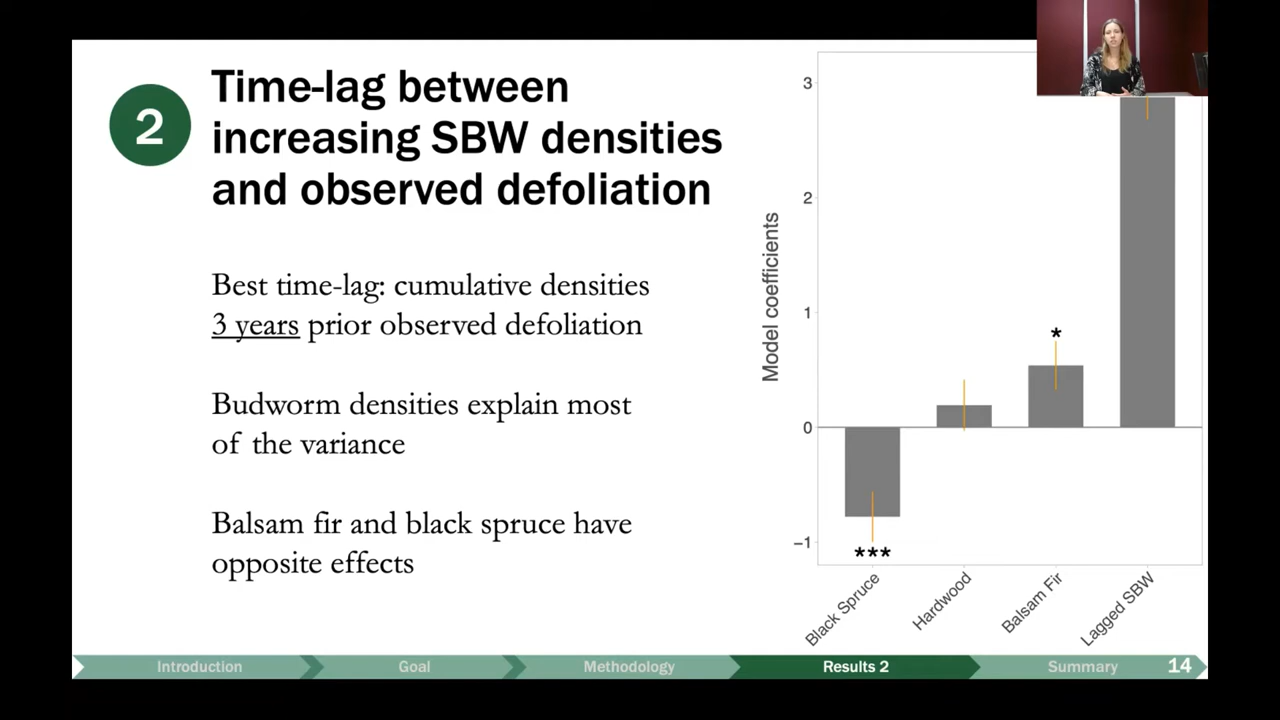 2
Time-lag between
increasing SBW densities
and observed defoliation
Best time-lag: cumulative densities
3 years prior observed defoliation
Budworm densities explain most
of the variance
Balsam fir and black spruce have
opposite effects
Model coefficients
3
2
1
0
−1
*
***
Black Spruce
Hardwood
Balsam Fir
Lagged SBW
Introduction
Goal
Methodology
Results 2
Summary
14